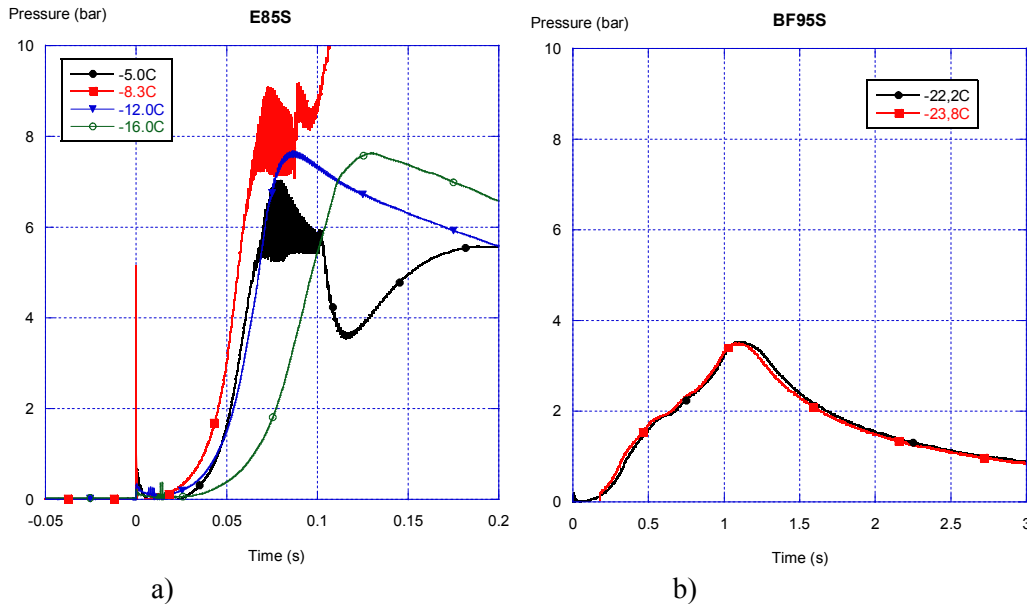 Pressure (bar)
E85S
10
8
6
4
2
0
-5.0C
-8.3C
-12.0C
-16.0C
-0.05
0
0.05
0.1
0.15
0.2
Time (s)
a)
Pressure (bar)
BF95S
10
8
6
4
2
0
-22,2C
-23,8C
0
0.5
1
1.5
2
2.5
3
Time (s)
b)